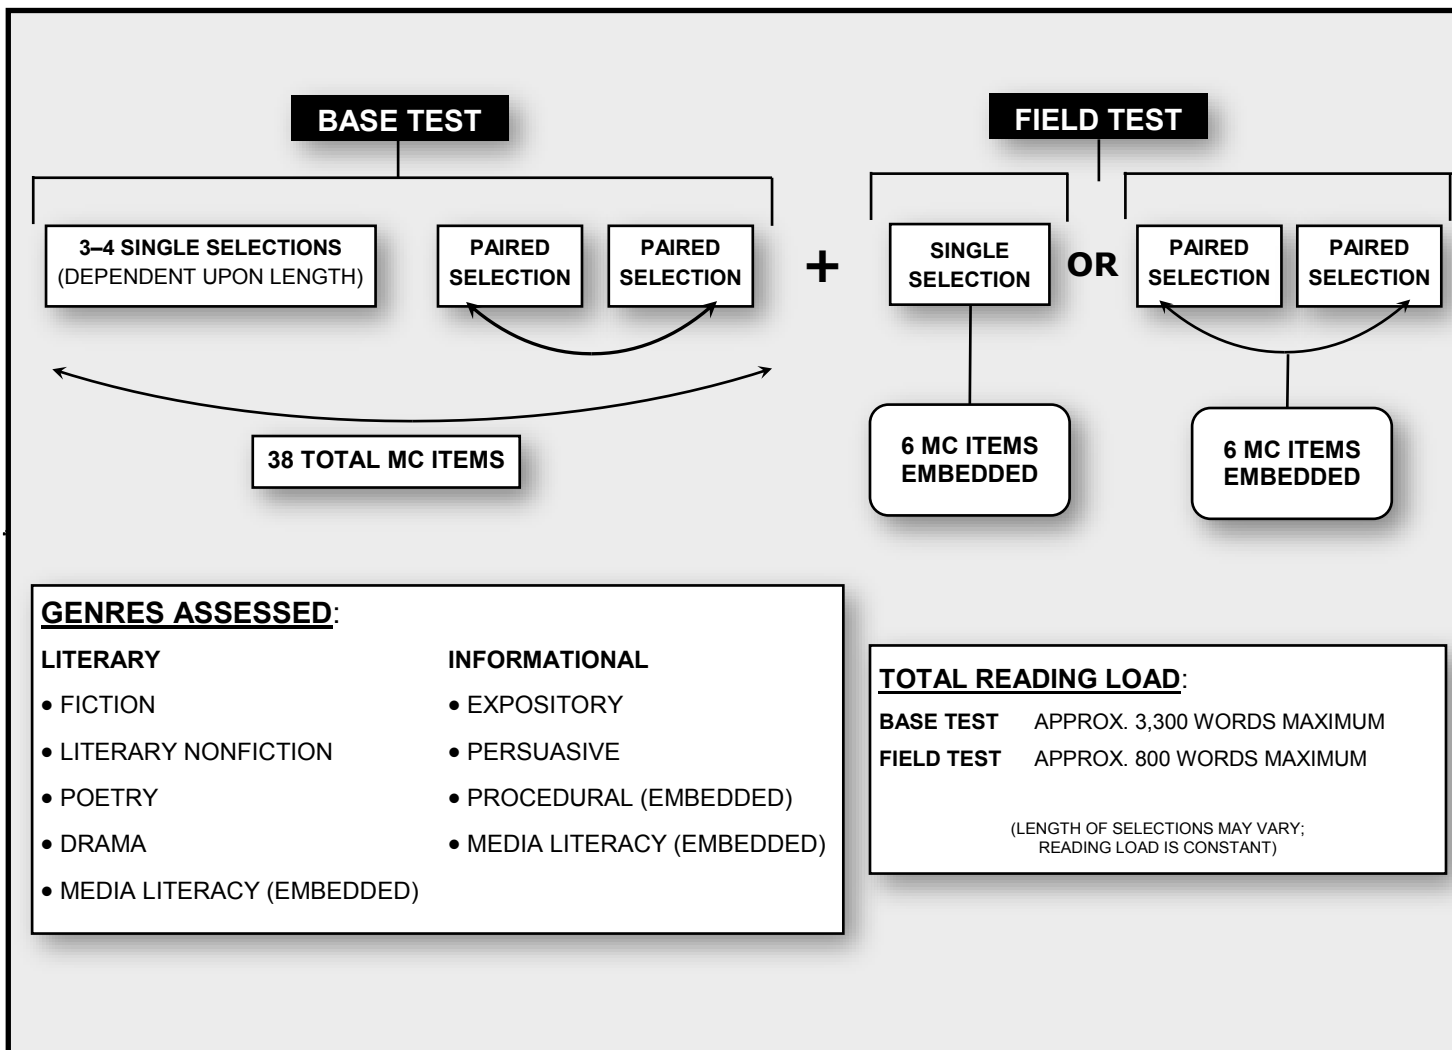 BASE TEST
FIELD TEST
3–4 SINGLE SELECTIONS
(DEPENDENT UPON LENGTH)
PAIRED
SELECTION
PAIRED
SELECTION
+
SINGLE
SELECTION
OR
PAIRED
SELECTION
PAIRED
SELECTION
38 TOTAL MC ITEMS
6 MC ITEMS
EMBEDDED
6 MC ITEMS
EMBEDDED
GENRES ASSESSED:
LITERARY
• FICTION
• LITERARY NONFICTION
• POETRY
• DRAMA
• MEDIA LITERACY (EMBEDDED)
INFORMATIONAL
• EXPOSITORY
• PERSUASIVE
• PROCEDURAL (EMBEDDED)
• MEDIA LITERACY (EMBEDDED)
TOTAL READING LOAD:
BASE TEST APPROX. 3,300 WORDS MAXIMUM
FIELD TEST APPROX. 800 WORDS MAXIMUM
(LENGTH OF SELECTIONS MAY VARY;
READING LOAD IS CONSTANT)